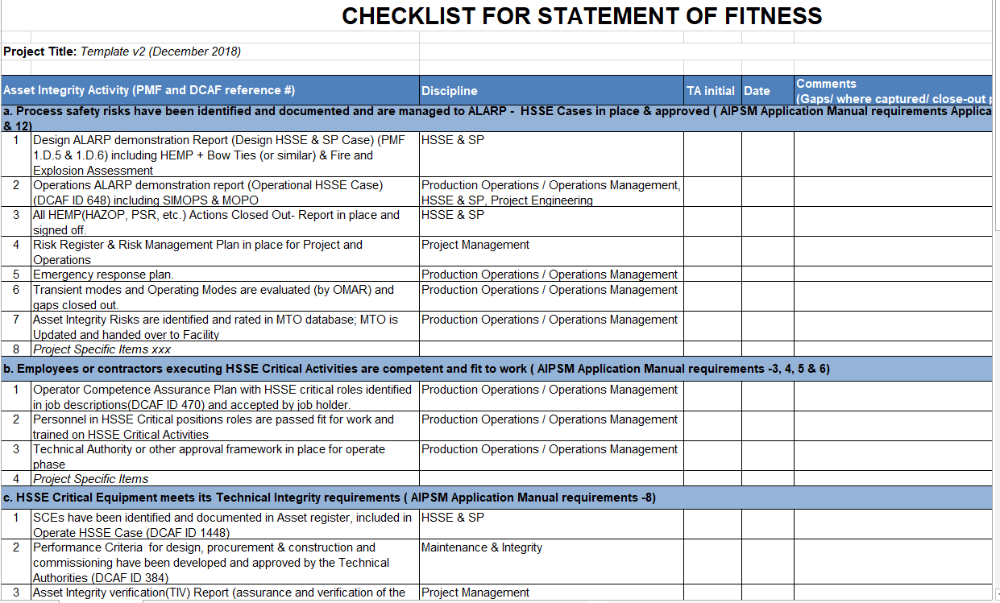 CHECKLIST FOR STATEMENT OF FITNESS
Project Title: Template v2 (December 2018)
Asset Integrity Activity (PMF and DCAF reference #)
Discipline
TA initial
Date
Comments
(Gaps/ where captured/ close-out
a. Process safety risks have been identified and documented and are managed to ALARP - HSSE Cases in place & approved ( AIPSM Application Manual requirements Applica
& 12)
1
Design ALARP demonstration Report (Design HSSE & SP Case) (PMF
1.D.5 & 1.D.6) including HEMP + Bow Ties (or similar) & Fire and
Explosion Assessment
HSSE & SP
2
Operations ALARP demonstration report (Operational HSSE Case)
(DCAF ID 648) including SIMOPS & MOPO
Production Operations / Operations Management,
HSSE & SP, Project Engineering
3
All HEMP(HAZOP, PSR, etc.) Actions Closed Out- Report in place and
signed off.
HSSE & SP
4
Risk Register & Risk Management Plan in place for Project and
Operations
Project Management
5
Emergency response plan.
Production Operations / Operations Management
6
Transient modes and Operating Modes are evaluated (by OMAR) and
gaps closed out.
Production Operations / Operations Management
7
Asset Integrity Risks are identified and rated in MTO database; MTO is
Updated and handed over to Facility
Production Operations / Operations Management
8
Project Specific Items xxx
b. Employees or contractors executing HSSE Critical Activities are competent and fit to work ( AIPSM Application Manual requirements -3, 4, 5 & 6)
1
Operator Competence Assurance Plan with HSSE critical roles identified
in job descriptions(DCAF ID 470) and accepted by job holder.
Production Operations / Operations Management
2
Personnel in HSSE Critical positions roles are passed fit for work and
trained on HSSE Critical Activities
Production Operations / Operations Management
3
Technical Authority or other approval framework in place for operate
phase
Production Operations / Operations Management
4
Project Specific Items
c. HSSE Critical Equipment meets its Technical Integrity requirements ( AIPSM Application Manual requirements -8)
1
SCEs have been identified and documented in Asset register, included in
Operate HSSE Case (DCAF ID 1448)
HSSE & SP
2
Performance Criteria for design, procurement & construction and
commissioning have been developed and approved by the Technical
Authorities (DCAF ID 384)
Maintenance & Integrity
3
Asset Integrity verification(TIV) Report (assurance and verification of the
Project Management